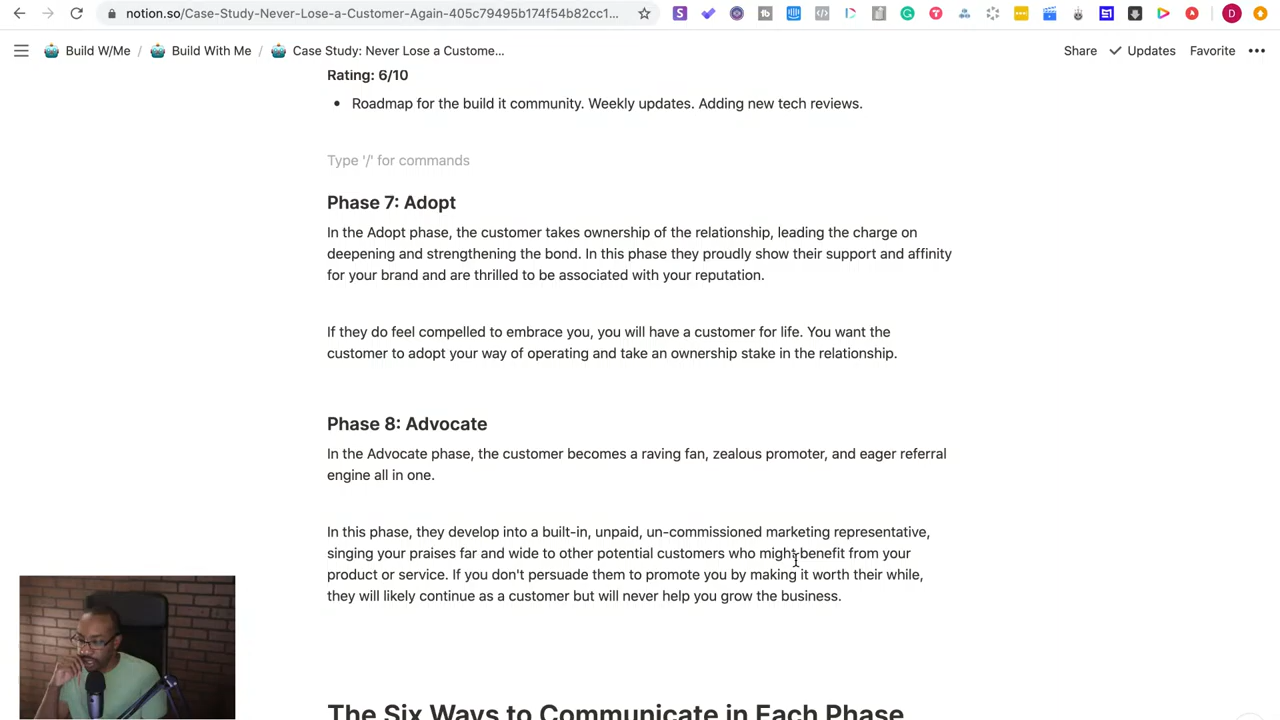 notion.so/Case-Study-Never-Lose-a-Customer-Again-405c79495b174f54b82cc1...
Build W/Me / Build With Me / Case Study: Never Lose a Custome...
Share Updates Favorite
Rating: 6/10
• Roadmap for the build it community. Weekly updates. Adding new tech reviews.
Type '/' for commands
Phase 7: Adopt
In the Adopt phase, the customer takes ownership of the relationship, leading the charge on
deepening and strengthening the bond. In this phase they proudly show their support and affinity
for your brand and are thrilled to be associated with your reputation.
If they do feel compelled to embrace you, you will have a customer for life. You want the
customer to adopt your way of operating and take an ownership stake in the relationship.
Phase 8: Advocate
In the Advocate phase, the customer becomes a raving fan, zealous promoter, and eager referral
engine all in one.
In this phase, they develop into a built-in, unpaid, un-commissioned marketing representative,
singing your praises far and wide to other potential customers who might benefit from your
product or service. If you don't persuade them to promote you by making it worth their while,
they will likely continue as a customer but will never help you grow the business.
The Six Ways to Communicate in Each Phase